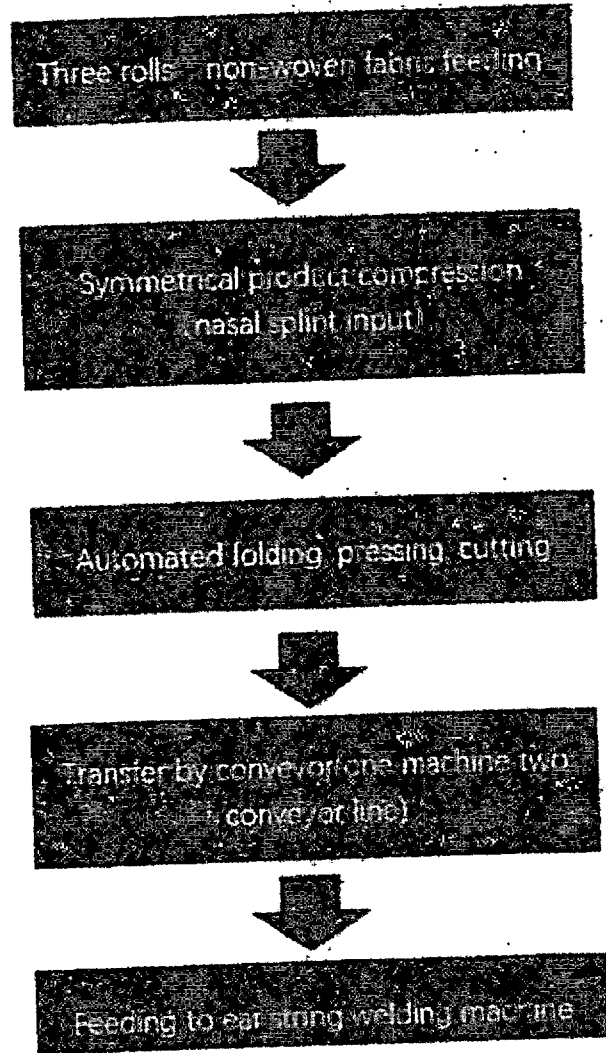 Three rolls non-woven fabric feeding
Symmetrical product compression
(nasal splint input)
Automated folding pressing cutting
Transfer by conveyor(one machine two
conveyor line)
Feeding to ear strong welding machine